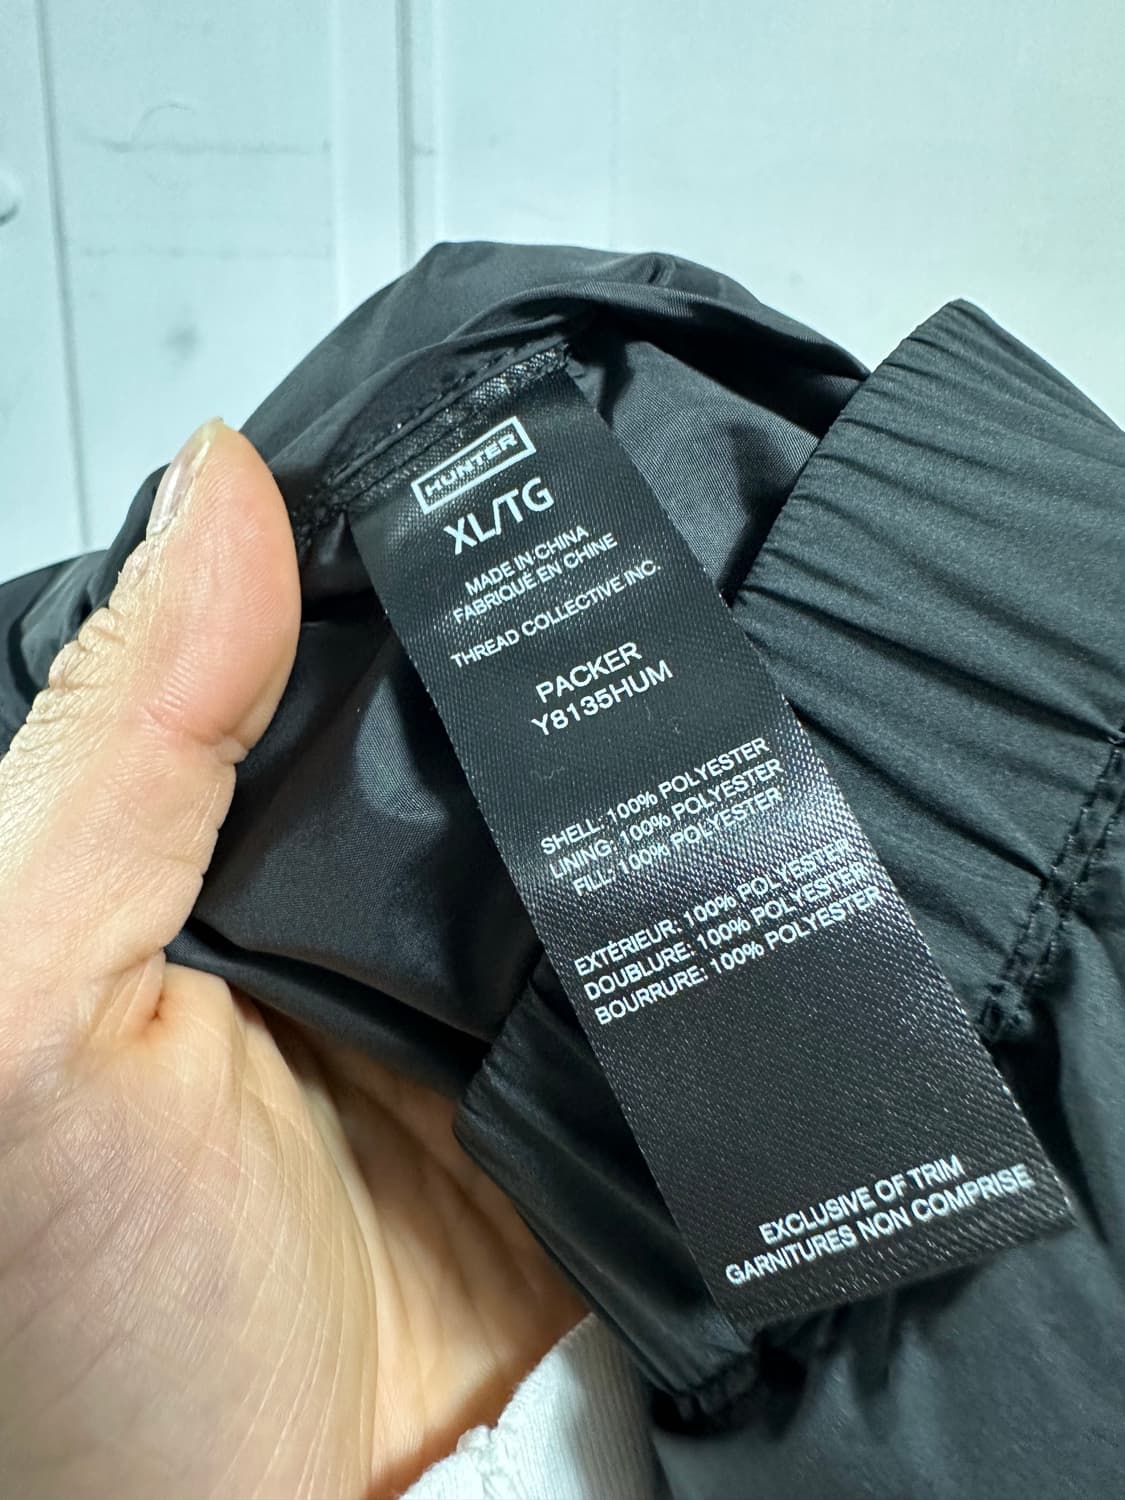 HUNTER
XL/TG
MADE IN CHINA
FABRIQUÉ EN CHINE
THREAD COLLECTIVE INC.
PACKER
Y8135HUM
SHELL: 100% POLYESTER
LINING: 100% POLYESTER
FILL: 100% POLYESTER
EXTÉRIEUR: 100% POLYESTER
DOUBLURE: 100% POLYESTER
BOURRURE: 100% POLYESTER
EXCLUSIVE OF TRIM
GARNITURES NON COMPRISE